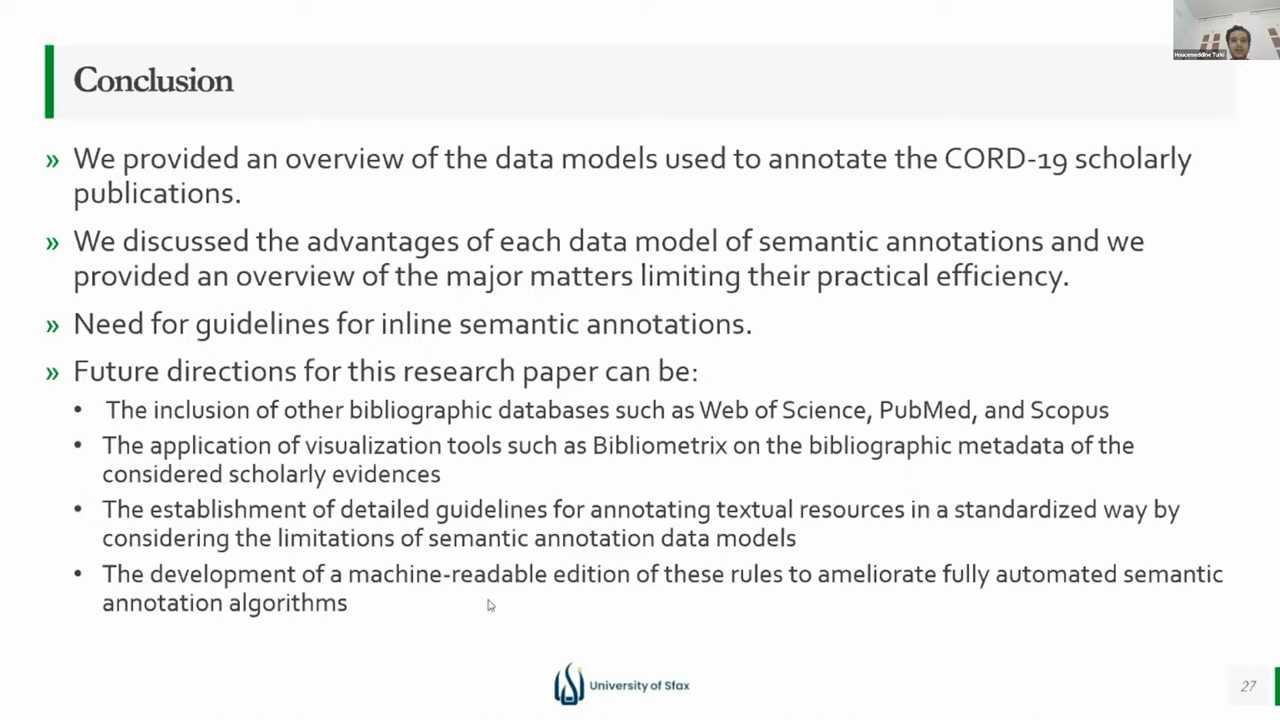 Houcemeddine Turki
Conclusion
» We provided an overview of the data models used to annotate the CORD-19 scholarly
publications.
» We discussed the advantages of each data model of semantic annotations and we
provided an overview of the major matters limiting their practical efficiency.
» Need for guidelines for inline semantic annotations.
» Future directions for this research paper can be:
• The inclusion of other bibliographic databases such as Web of Science, PubMed, and Scopus
• The application of visualization tools such as Bibliometrix on the bibliographic metadata of the
considered scholarly evidences
• The establishment of detailed guidelines for annotating textual resources in a standardized way by
considering the limitations of semantic annotation data models
• The development of a machine-readable edition of these rules to ameliorate fully automated semantic
annotation algorithms
University of Sfax
27